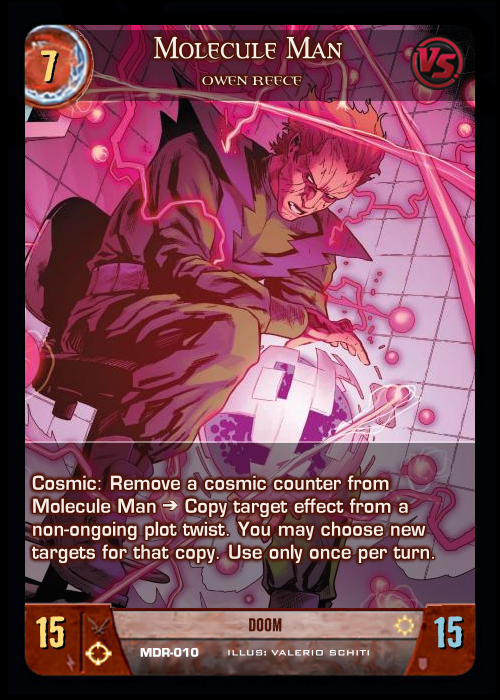 7
Molecule Man
VS
OWEN REECE
Cosmic: Remove a cosmic counter from
Molecule Man ➔ Copy target effect from a
non-ongoing plot twist. You may choose new
targets for that copy. Use only once per turn.
15
DOOM
15
MDR-010 ILLUS: VALERIO SCHITI